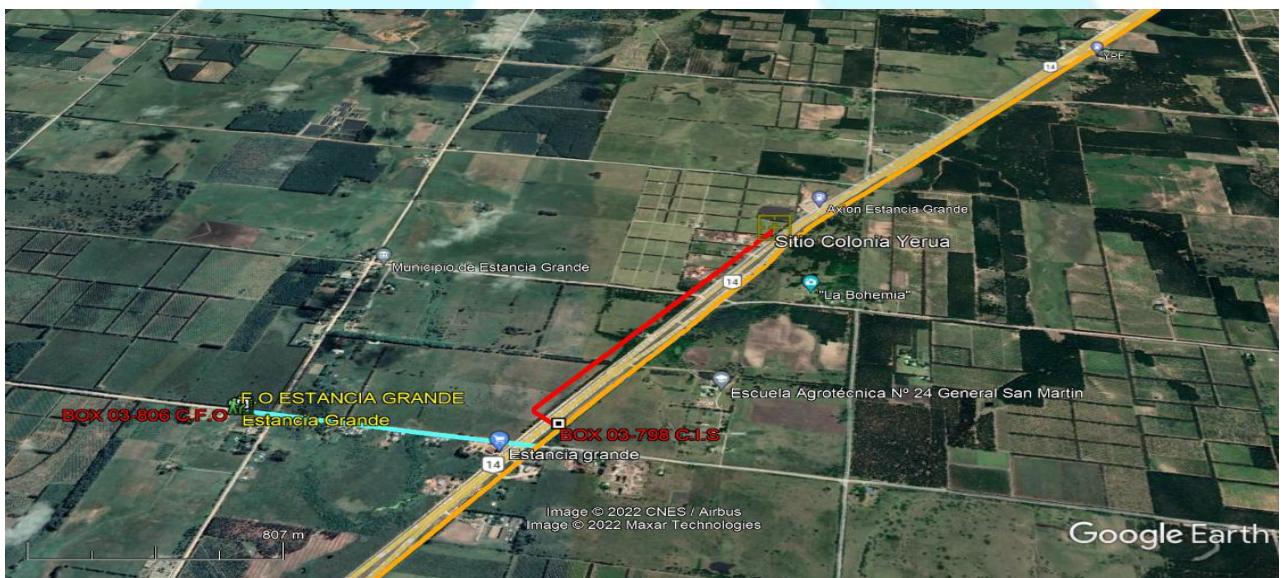 YPF
14
Axion Estancia Grande
Sitio Colonia Yerua
Municipio de Estancia Grande
14
"La Bohemia"
Escuela Agrotécnica Nº 24 General San Martin
F.O ESTANCIA GRANDE
BOX 03-806 C.F.O
Estancia Grande
BOX 03-798 C.I.S
Estancia grande
14
Image © 2022 CNES / Airbus
Image © 2022 Maxar Technologies
Google Earth
807 m